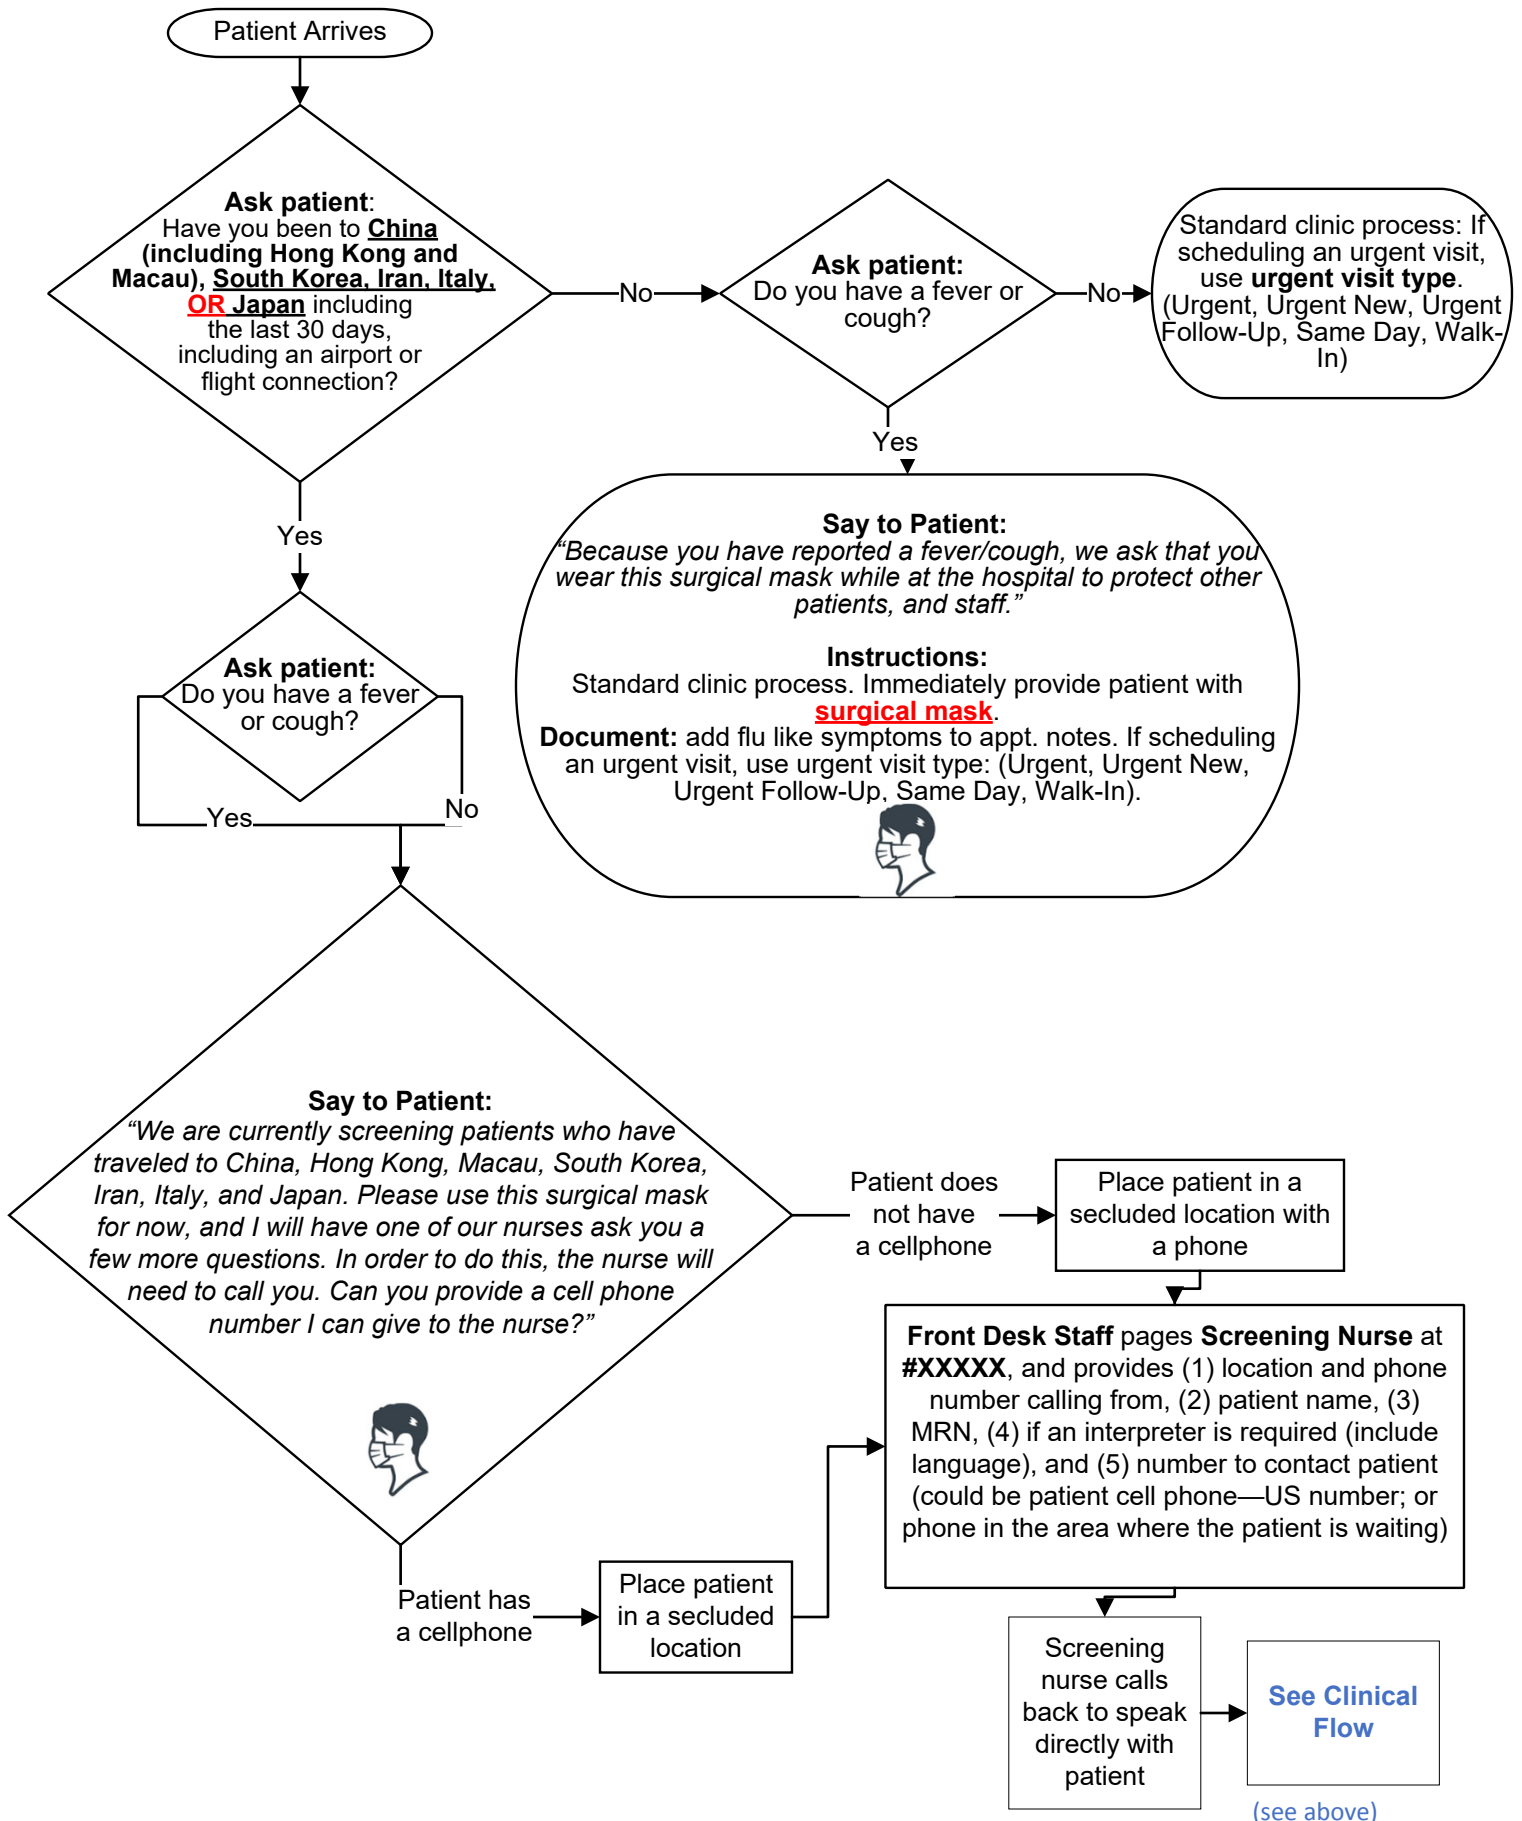 Patient Arrives
Ask patient:
Have you been to China
(including Hong Kong and
Macau), South Korea, Iran, Italy,
OR Japan including
the last 30 days,
including an airport or
flight connection?
No
Ask patient:
Do you have a fever or
cough?
No
Standard clinic process: If
scheduling an urgent visit,
use urgent visit type.
(Urgent, Urgent New, Urgent
Follow-Up, Same Day, Walk-
In)
Yes
Say to Patient:
“Because you have reported a fever/cough, we ask that you
wear this surgical mask while at the hospital to protect other
patients, and staff.”
Instructions:
Standard clinic process. Immediately provide patient with
surgical mask.
Document: add flu like symptoms to appt. notes. If scheduling
an urgent visit, use urgent visit type: (Urgent, Urgent New,
Urgent Follow-Up, Same Day, Walk-In).
Yes
Ask patient:
Do you have a fever
or cough?
Yes
No
Say to Patient:
“We are currently screening patients who have
traveled to China, Hong Kong, Macau, South Korea,
Iran, Italy, and Japan. Please use this surgical mask
for now, and I will have one of our nurses ask you a
few more questions. In order to do this, the nurse will
need to call you. Can you provide a cell phone
number I can give to the nurse?”
Patient does
not have
a cellphone
Place patient in a
secluded location with
a phone
Front Desk Staff pages Screening Nurse at
#XXXXX, and provides (1) location and phone
number calling from, (2) patient name, (3)
MRN, (4) if an interpreter is required (include
language), and (5) number to contact patient
(could be patient cell phone—US number; or
phone in the area where the patient is waiting)
Patient has
a cellphone
Place patient
in a secluded
location
Screening
nurse calls
back to speak
directly with
patient
See Clinical
Flow
(see above)